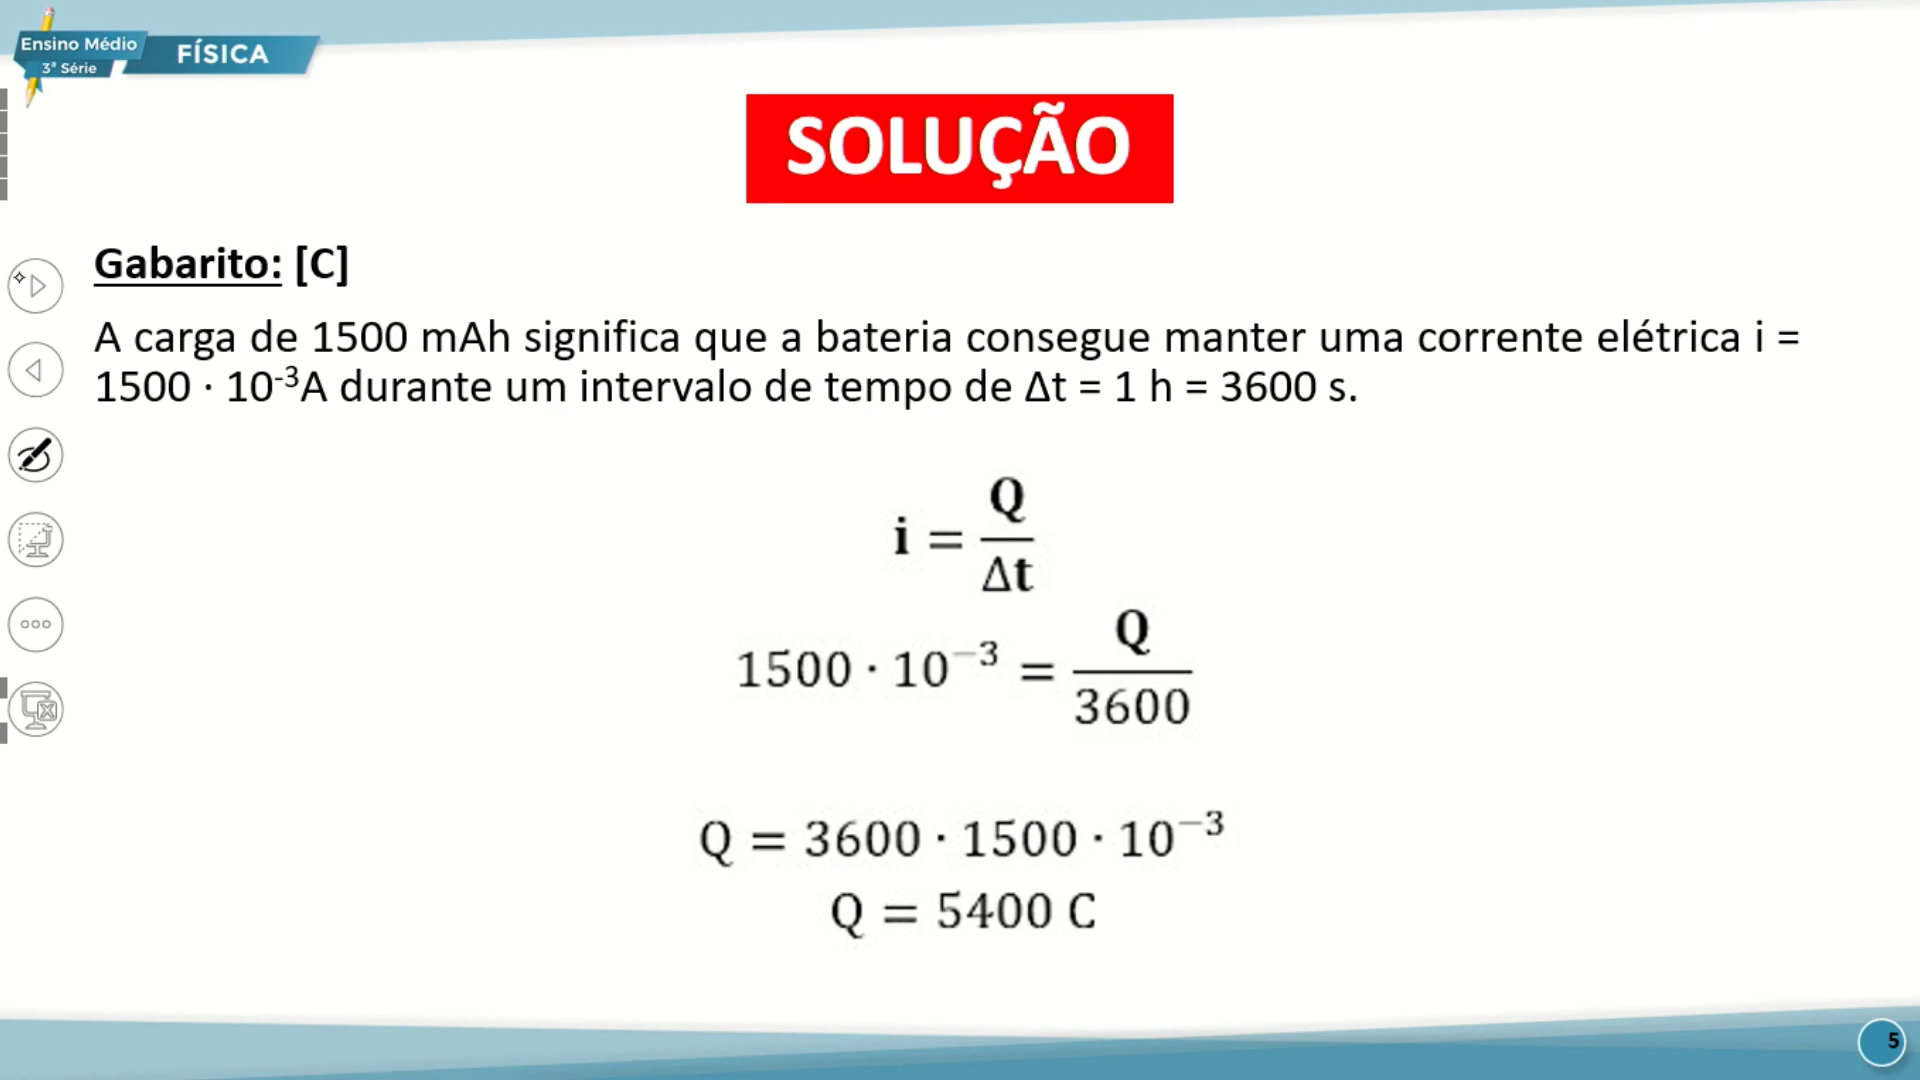 Ensino Médio
3ª Série
FÍSICA
SOLUÇÃO
Gabarito: [C]
A carga de 1500 mAh significa que a bateria consegue manter uma corrente elétrica i =
1500 · 10⁻³A durante um intervalo de tempo de Δt = 1 h = 3600 s.
i = Q/Δt
1500 · 10⁻³ = Q/3600
Q = 3600 · 1500 · 10⁻³
Q = 5400 C
5